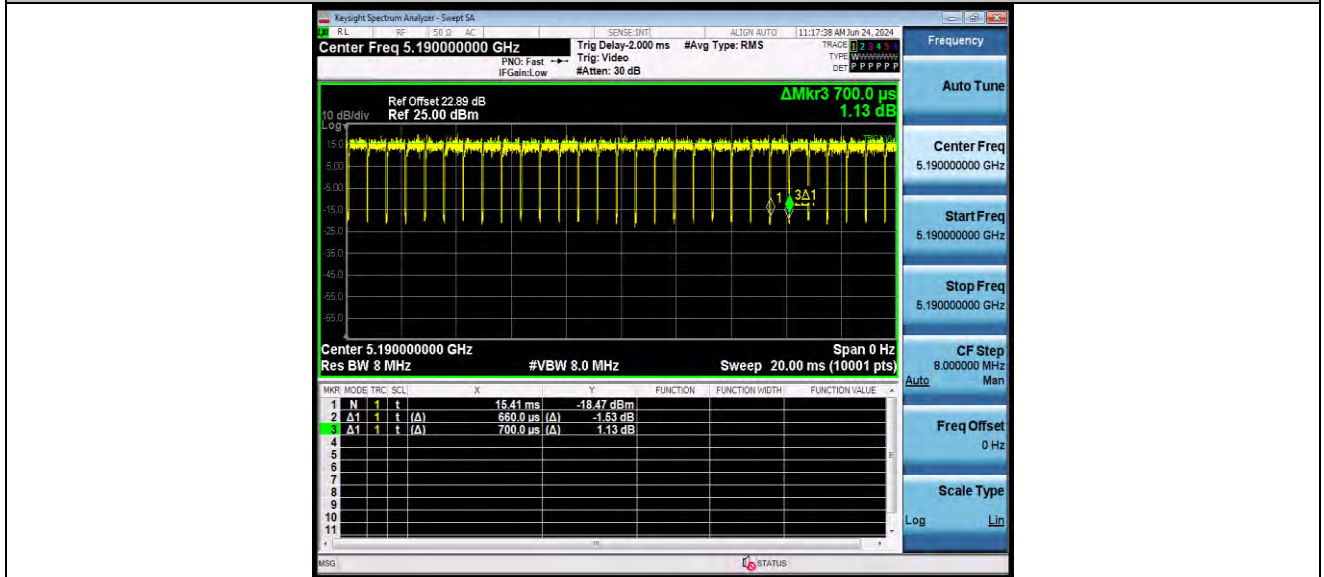 Keysight Spectrum Analyzer - Swept SA
RL RF 50 Ω AC SENSE:INT ALIGN AUTO 11:17:38 AM Jun 24, 2024
Center Freq 5.190000000 GHz
PNO: Fast
IFGain:Low
Trig Delay-2.000 ms
Trig: Video
#Atten: 30 dB
#Avg Type: RMS
TRACE 1 2 3 4 5 6
TYPE WWWWWW
DET P P P P P P
ΔMkr3 700.0 µs
1.13 dB
Ref Offset 22.89 dB
Ref 25.00 dBm
10 dB/div
Log
15.0
5.00
-5.00
-15.0
-25.0
-35.0
-45.0
-55.0
-65.0
1 3Δ1
Center 5.190000000 GHz Span 0 Hz
Res BW 8 MHz #VBW 8.0 MHz Sweep 20.00 ms (10001 pts)
MKR MODE TRC SCL X Y FUNCTION FUNCTION WIDTH FUNCTION VALUE
1 N 1 t 15.41 ms -18.47 dBm
2 Δ1 1 t (Δ) 660.0 µs (Δ) -1.53 dB
3 Δ1 1 t (Δ) 700.0 µs (Δ) 1.13 dB
4
5
6
7
8
9
10
11
MSG STATUS
Frequency
Auto Tune
Center Freq
5.190000000 GHz
Start Freq
5.190000000 GHz
Stop Freq
5.190000000 GHz
CF Step
8.000000 MHz
Auto Man
Freq Offset
0 Hz
Scale Type
Log Lin